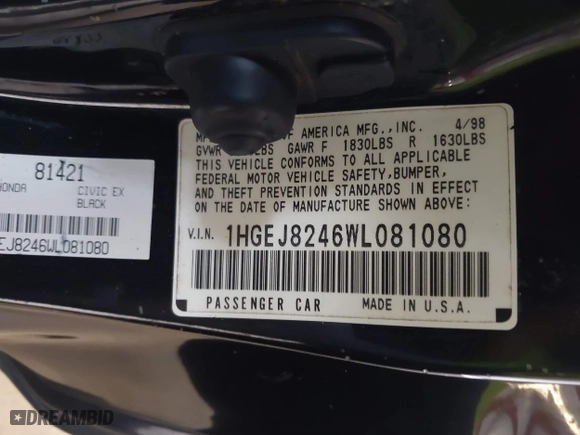 81421
HONDA CIVIC EX
BLACK
GEJ8246WL081080
OF AMERICA MFG.,INC. 4/98
GVWR LBS GAWR F 1830LBS R 1630LBS
THIS VEHICLE CONFORMS TO ALL APPLICABLE
FEDERAL MOTOR VEHICLE SAFETY,BUMPER,
AND THEFT PREVENTION STANDARDS IN EFFECT
ON THE DATE OF MANUFACTURE SHOWN ABOVE:
V.I.N. 1HGEJ8246WL081080
PASSENGER CAR MADE IN U.S.A.
DREAMBID